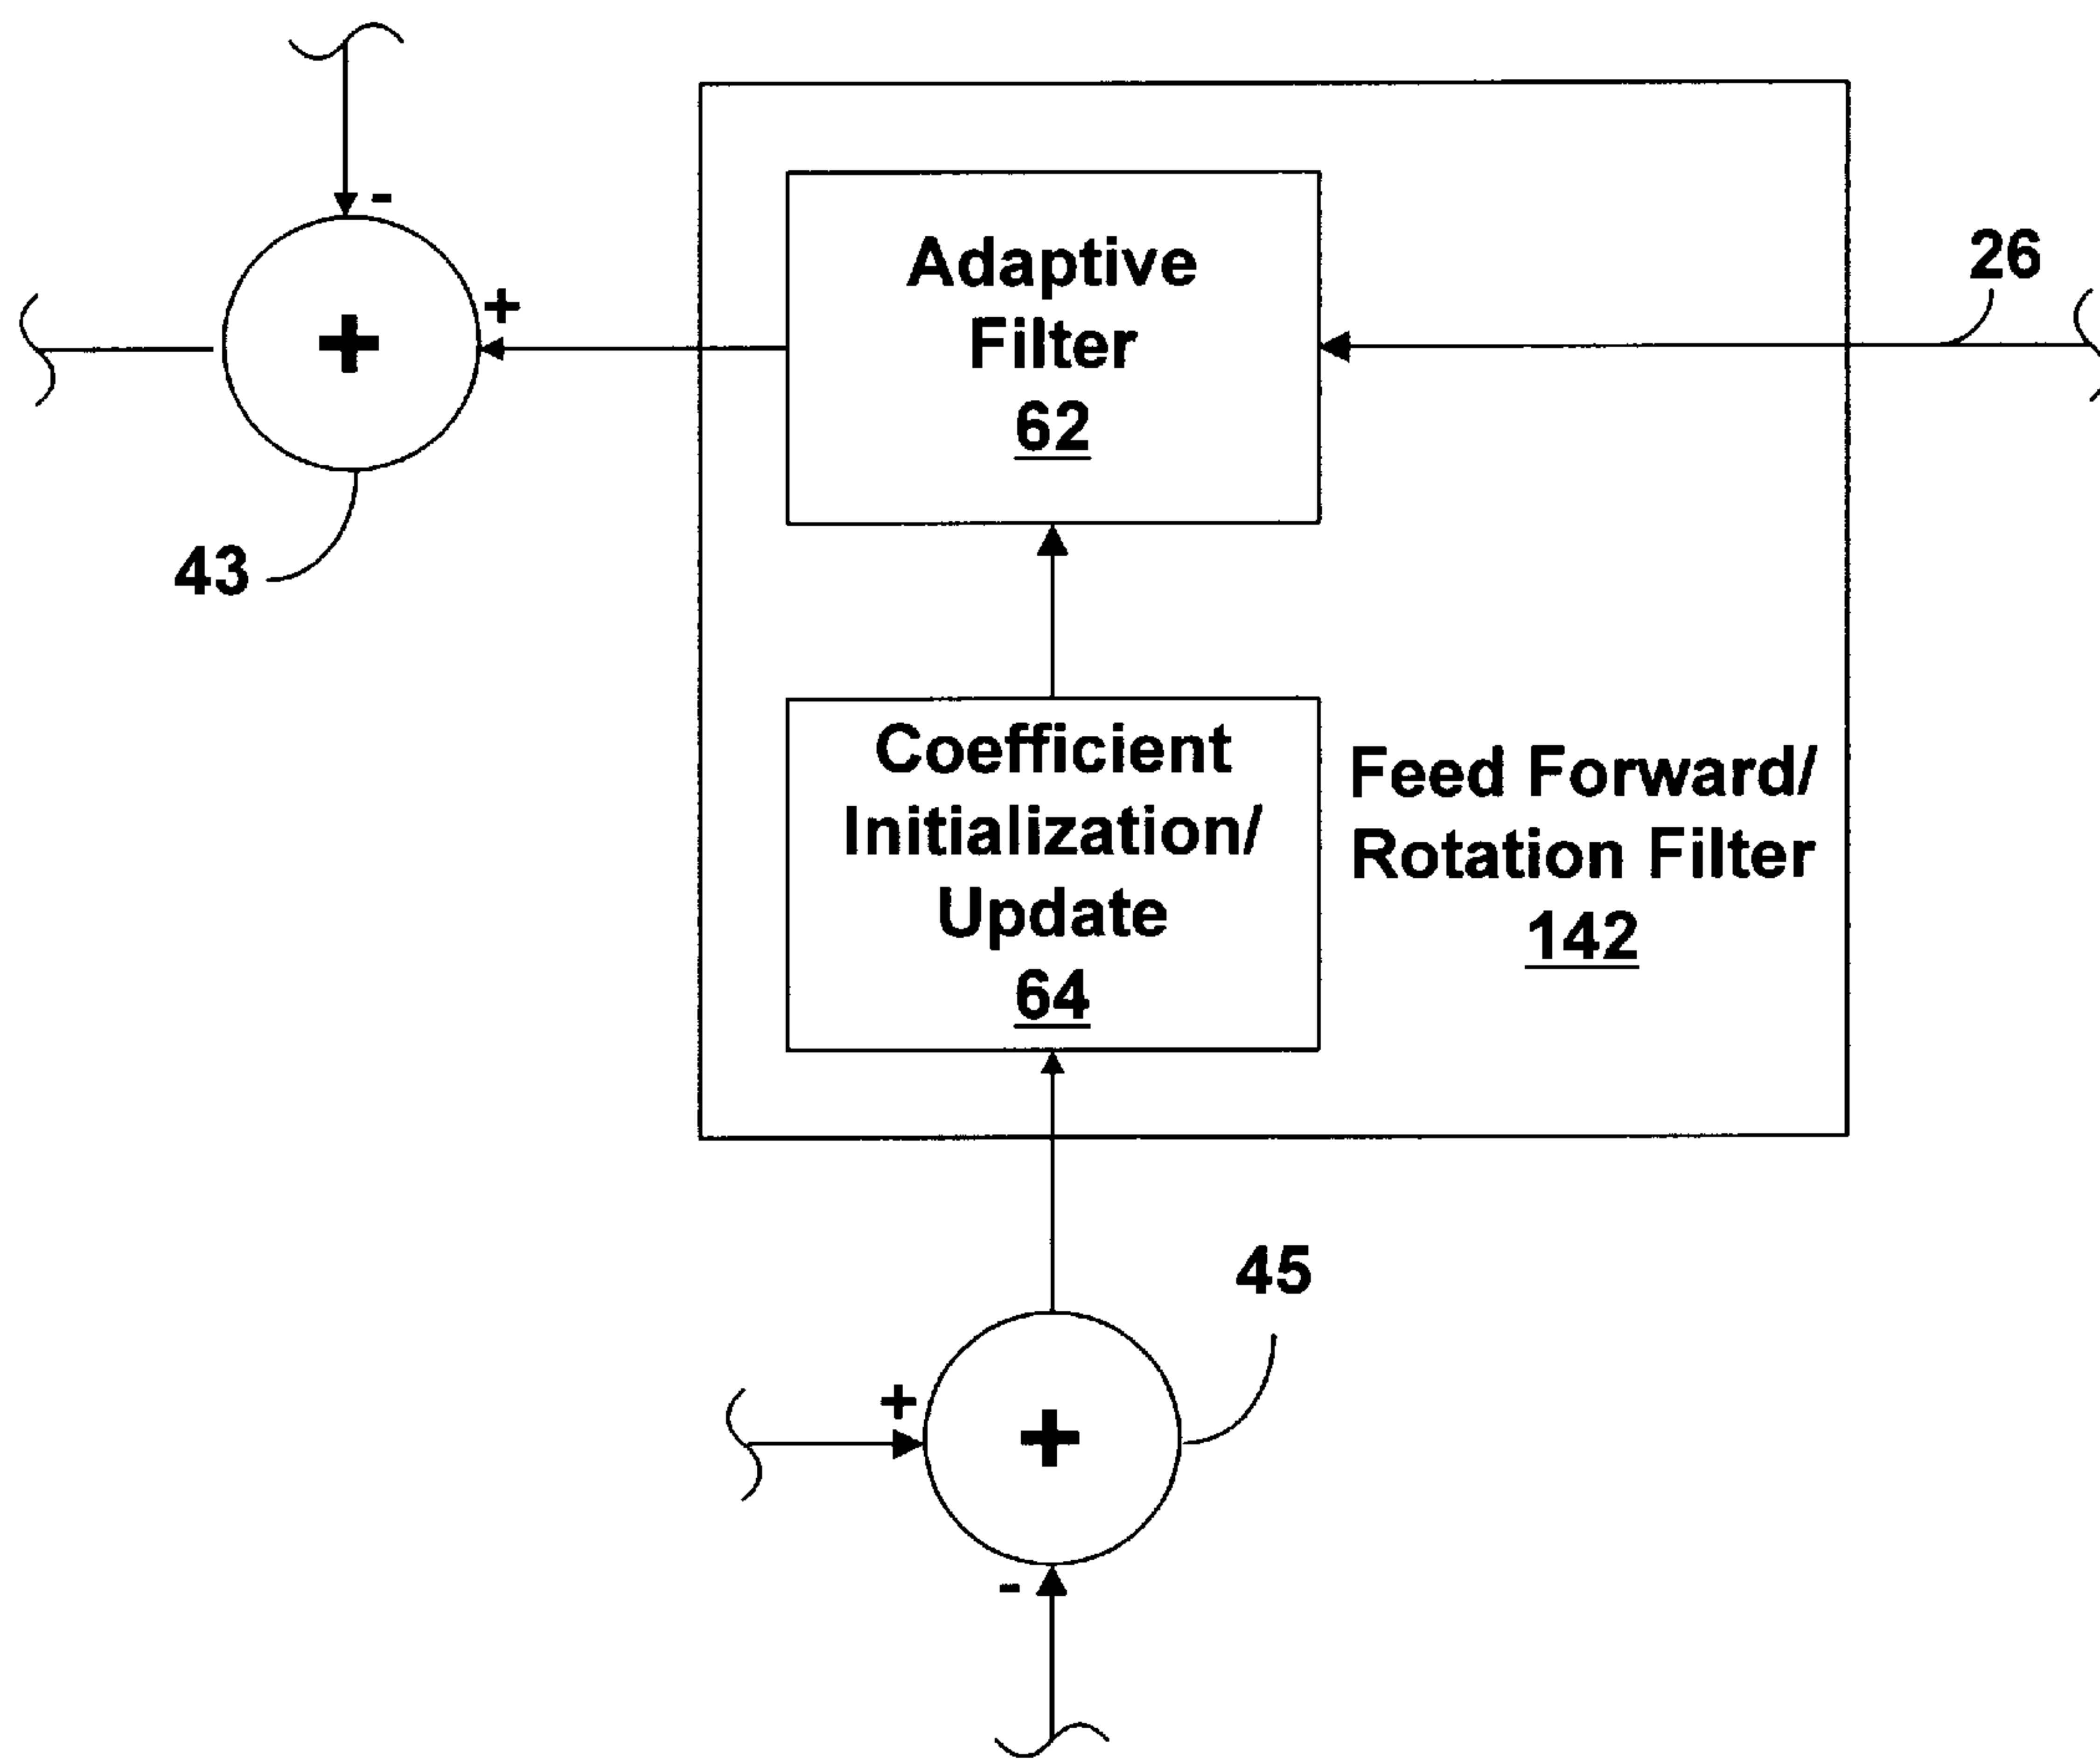 -
+
+
Adaptive
Filter
62
26
43
Coefficient
Initialization/
Update
64
Feed Forward/
Rotation Filter
142
45
+
+
-